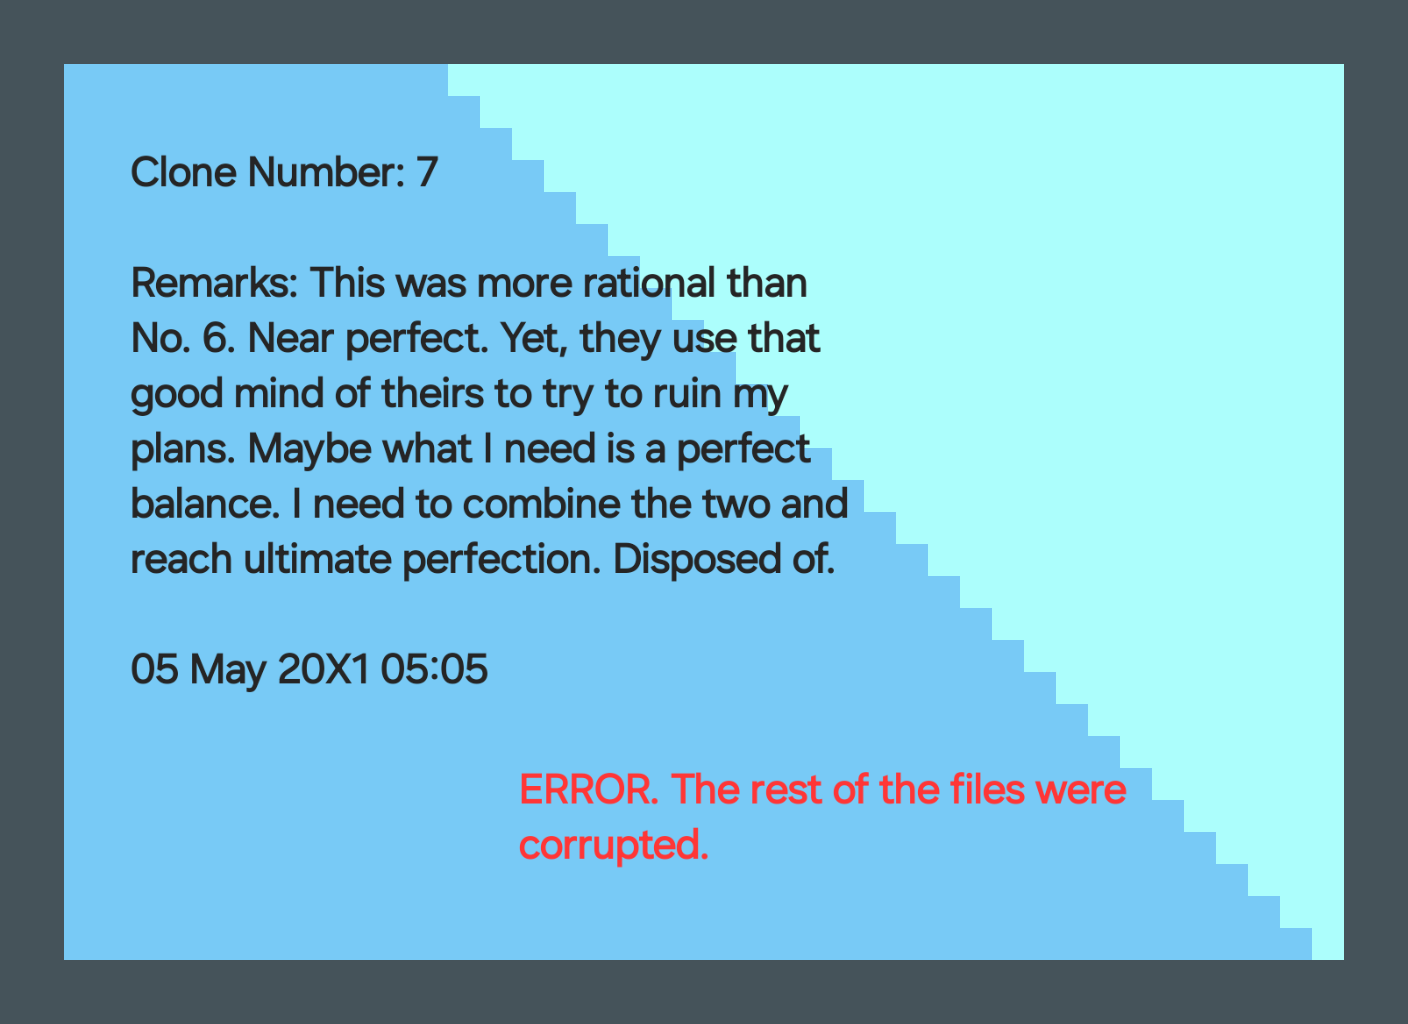 Clone Number: 7
Remarks: This was more rational than
No. 6. Near perfect. Yet, they use that
good mind of theirs to try to ruin my
plans. Maybe what I need is a perfect
balance. I need to combine the two and
reach ultimate perfection. Disposed of.
05 May 20X1 05:05
ERROR. The rest of the files were
corrupted.